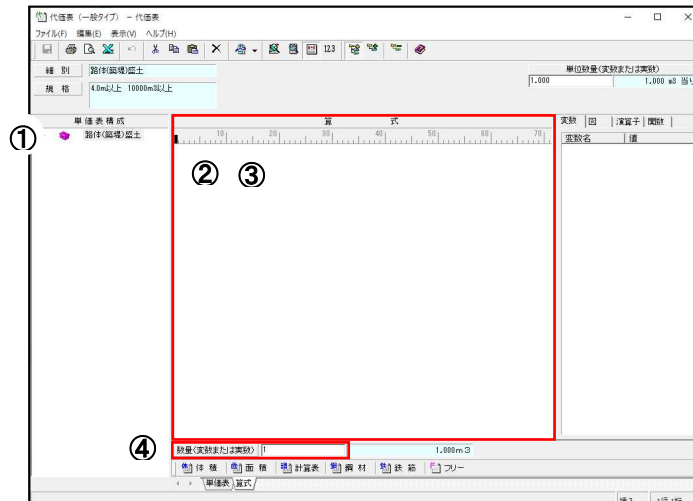 代価表（一般タイプ） - 代価表
ファイル(F) 編集(E) 表示(V) ヘルプ(H)
123
細 別 路体(築堤)盛土
規 格 4.0m以上 10000m3以上
単位数量(変数または実数)
1.000 1.000 m3 当り
単 価 表 構 成
算 式
変数 図 演算子 関数
① 路体(築堤)盛土
10 20 30 40 50 60 70
変数名 値
② ③
④ 数量(変数または実数) 1 1.000m3
体 積 面 積 計算表 鋼 材 鉄 筋 フリー
単価表 算式